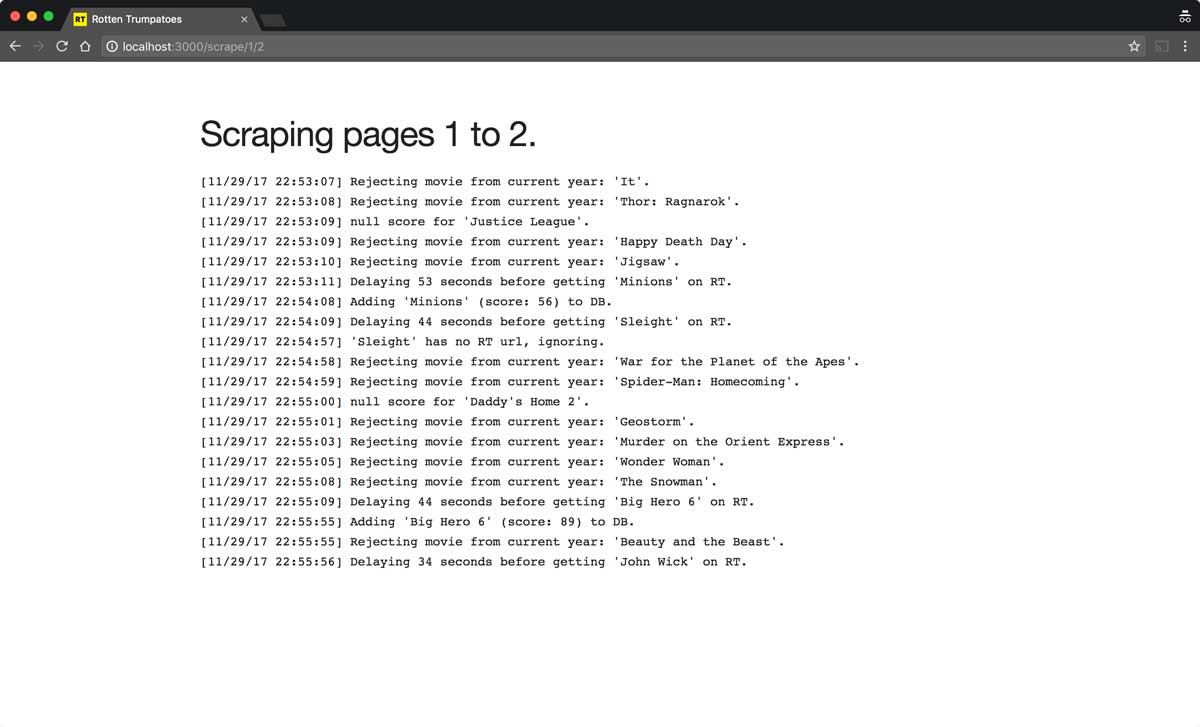 RT Rotten Trumpatoes
localhost:3000/scrape/1/2
Scraping pages 1 to 2.
[11/29/17 22:53:07] Rejecting movie from current year: 'It'.
[11/29/17 22:53:08] Rejecting movie from current year: 'Thor: Ragnarok'.
[11/29/17 22:53:09] null score for 'Justice League'.
[11/29/17 22:53:09] Rejecting movie from current year: 'Happy Death Day'.
[11/29/17 22:53:10] Rejecting movie from current year: 'Jigsaw'.
[11/29/17 22:53:11] Delaying 53 seconds before getting 'Minions' on RT.
[11/29/17 22:54:08] Adding 'Minions' (score: 56) to DB.
[11/29/17 22:54:09] Delaying 44 seconds before getting 'Sleight' on RT.
[11/29/17 22:54:57] 'Sleight' has no RT url, ignoring.
[11/29/17 22:54:58] Rejecting movie from current year: 'War for the Planet of the Apes'.
[11/29/17 22:54:59] Rejecting movie from current year: 'Spider-Man: Homecoming'.
[11/29/17 22:55:00] null score for 'Daddy's Home 2'.
[11/29/17 22:55:01] Rejecting movie from current year: 'Geostorm'.
[11/29/17 22:55:03] Rejecting movie from current year: 'Murder on the Orient Express'.
[11/29/17 22:55:05] Rejecting movie from current year: 'Wonder Woman'.
[11/29/17 22:55:08] Rejecting movie from current year: 'The Snowman'.
[11/29/17 22:55:09] Delaying 44 seconds before getting 'Big Hero 6' on RT.
[11/29/17 22:55:55] Adding 'Big Hero 6' (score: 89) to DB.
[11/29/17 22:55:55] Rejecting movie from current year: 'Beauty and the Beast'.
[11/29/17 22:55:56] Delaying 34 seconds before getting 'John Wick' on RT.